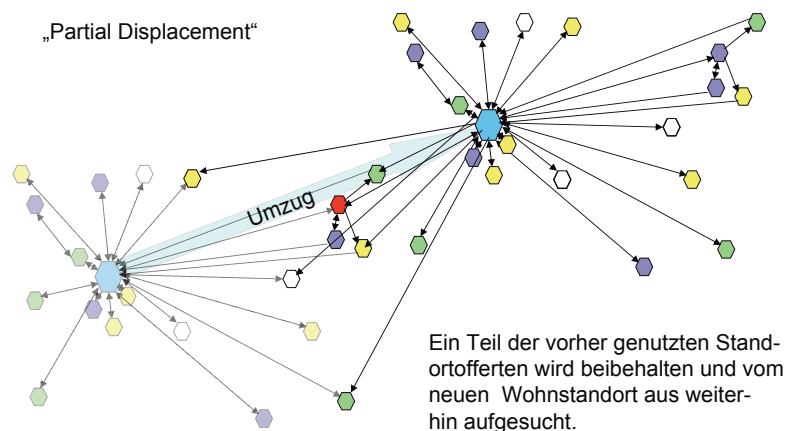 „Partial Displacement“
Umzug
Ein Teil der vorher genutzten Stand-
ortofferten wird beibehalten und vom
neuen Wohnstandort aus weiter-
hin aufgesucht.